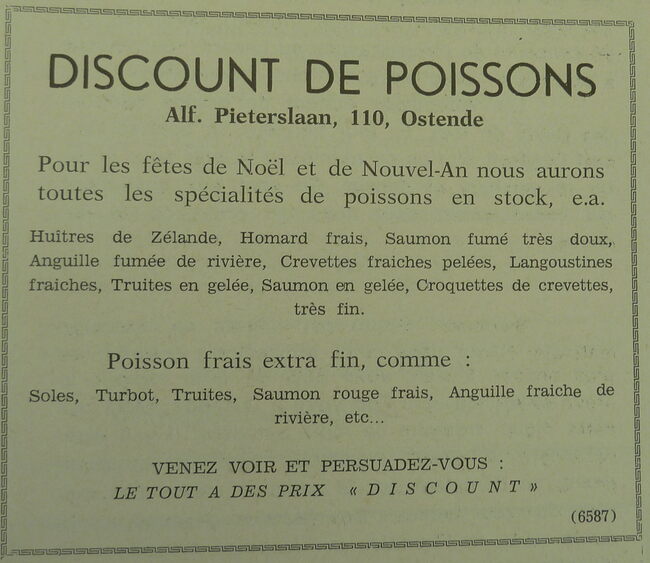 DISCOUNT DE POISSONS
Alf. Pieterslaan, 110, Ostende
Pour les fêtes de Noël et de Nouvel-An nous aurons
toutes les spécialités de poissons en stock, e.a.
Huîtres de Zélande, Homard frais, Saumon fumé très doux,
Anguille fumée de rivière, Crevettes fraiches pelées, Langoustines
fraiches, Truites en gelée, Saumon en gelée, Croquettes de crevettes,
très fin.
Poisson frais extra fin, comme :
Soles, Turbot, Truites, Saumon rouge frais, Anguille fraiche de
rivière, etc...
VENEZ VOIR ET PERSUADEZ-VOUS :
LE TOUT A DES PRIX « DISCOUNT »
(6587)